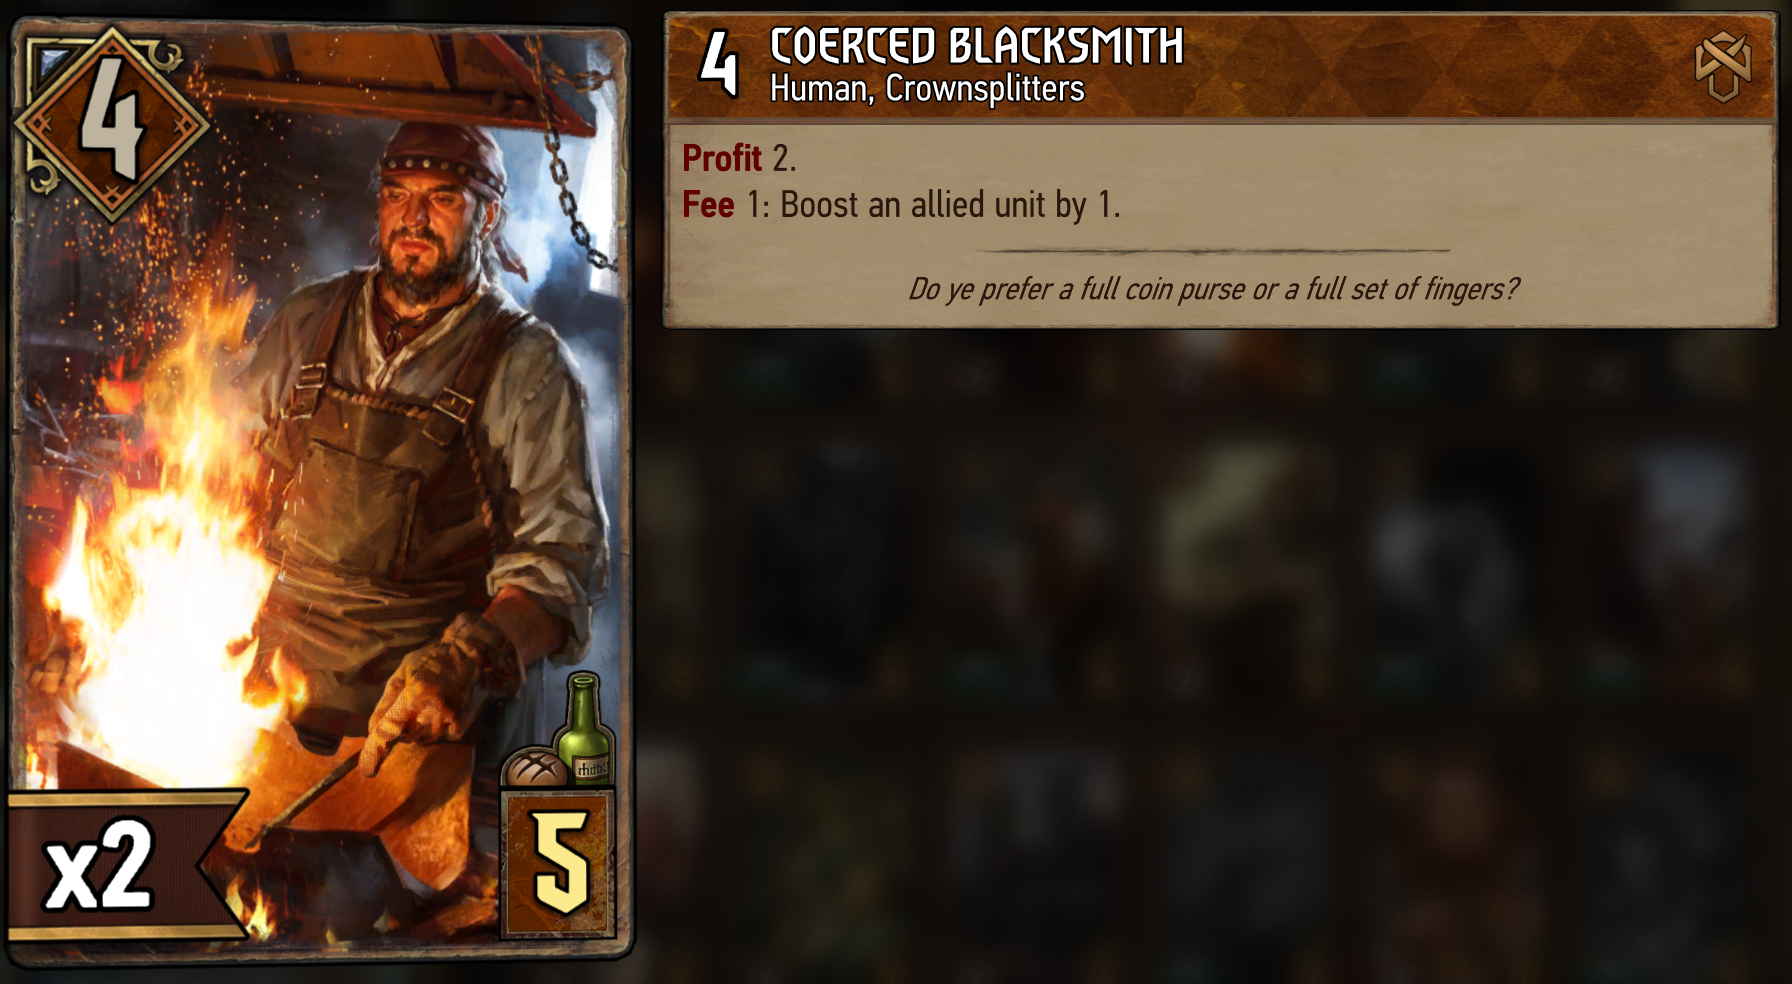 4
x2
5
4 COERCED BLACKSMITH
Human, Crownsplitters
Profit 2.
Fee 1: Boost an allied unit by 1.
Do ye prefer a full coin purse or a full set of fingers?